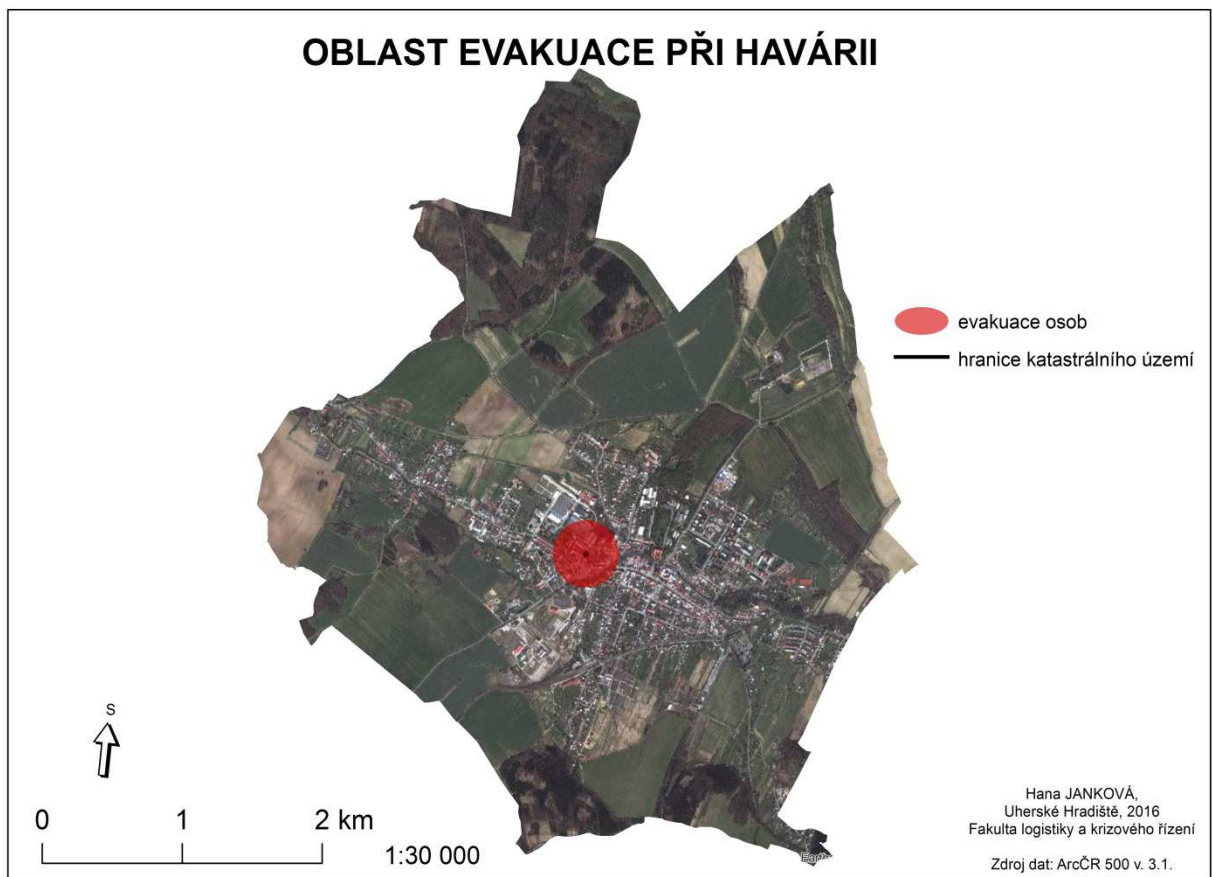 OBLAST EVAKUACE PŘI HAVÁRII
evakuace osob
hranice katastrálního území
S
0 1 2 km
1:30 000
Hana JANKOVÁ,
Uherské Hradiště, 2016
Fakulta logistiky a krizového řízení
Zdroj dat: ArcČR 500 v. 3.1.